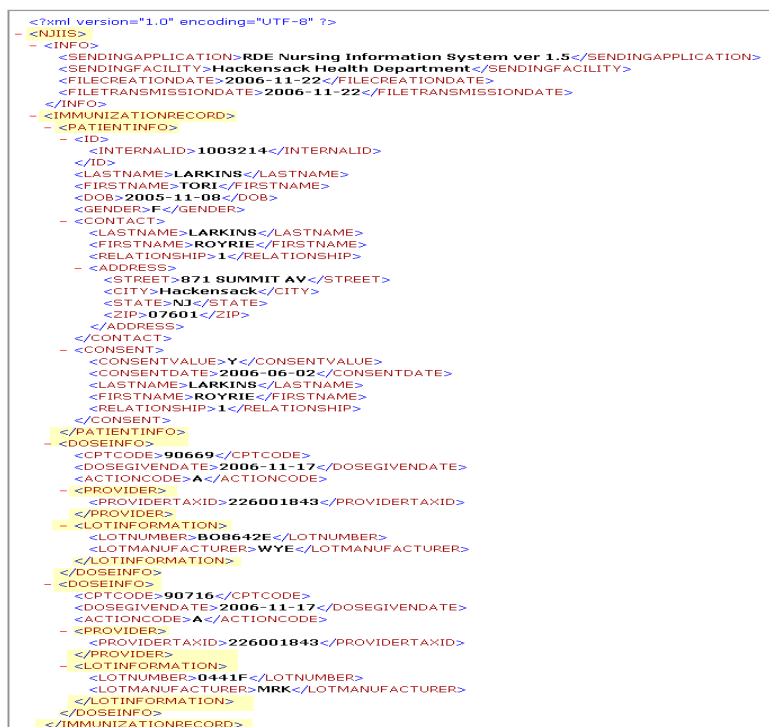 <?xml version="1.0" encoding="UTF-8" ?>
- <NJIIS>
- <INFO>
<SENDINGAPPLICATION>RDE Nursing Information System ver 1.5</SENDINGAPPLICATION>
<SENDINGFACILITY>Hackensack Health Department</SENDINGFACILITY>
<FILECREATIONDATE>2006-11-22</FILECREATIONDATE>
<FILETRANSMISSIONDATE>2006-11-22</FILETRANSMISSIONDATE>
</INFO>
- <IMMUNIZATIONRECORD>
- <PATIENTINFO>
- <ID>
<INTERNALID>1003214</INTERNALID>
</ID>
<LASTNAME>LARKINS</LASTNAME>
<FIRSTNAME>TORI</FIRSTNAME>
<DOB>2005-11-08</DOB>
<GENDER>F</GENDER>
- <CONTACT>
<LASTNAME>LARKINS</LASTNAME>
<FIRSTNAME>ROYRIE</FIRSTNAME>
<RELATIONSHIP>1</RELATIONSHIP>
- <ADDRESS>
<STREET>871 SUMMIT AV</STREET>
<CITY>Hackensack</CITY>
<STATE>NJ</STATE>
<ZIP>07601</ZIP>
</ADDRESS>
</CONTACT>
- <CONSENT>
<CONSENTVALUE>Y</CONSENTVALUE>
<CONSENTDATE>2006-06-02</CONSENTDATE>
<LASTNAME>LARKINS</LASTNAME>
<FIRSTNAME>ROYRIE</FIRSTNAME>
<RELATIONSHIP>1</RELATIONSHIP>
</CONSENT>
</PATIENTINFO>
- <DOSEINFO>
<CPTCODE>90669</CPTCODE>
<DOSEGIVENDATE>2006-11-17</DOSEGIVENDATE>
<ACTIONCODE>A</ACTIONCODE>
- <PROVIDER>
<PROVIDERTAXID>226001843</PROVIDERTAXID>
</PROVIDER>
- <LOTINFORMATION>
<LOTNUMBER>BO8642E</LOTNUMBER>
<LOTMANUFACTURER>WYE</LOTMANUFACTURER>
</LOTINFORMATION>
</DOSEINFO>
- <DOSEINFO>
<CPTCODE>90716</CPTCODE>
<DOSEGIVENDATE>2006-11-17</DOSEGIVENDATE>
<ACTIONCODE>A</ACTIONCODE>
- <PROVIDER>
<PROVIDERTAXID>226001843</PROVIDERTAXID>
</PROVIDER>
- <LOTINFORMATION>
<LOTNUMBER>0441F</LOTNUMBER>
<LOTMANUFACTURER>MRK</LOTMANUFACTURER>
</LOTINFORMATION>
</DOSEINFO>
</IMMUNIZATIONRECORD>